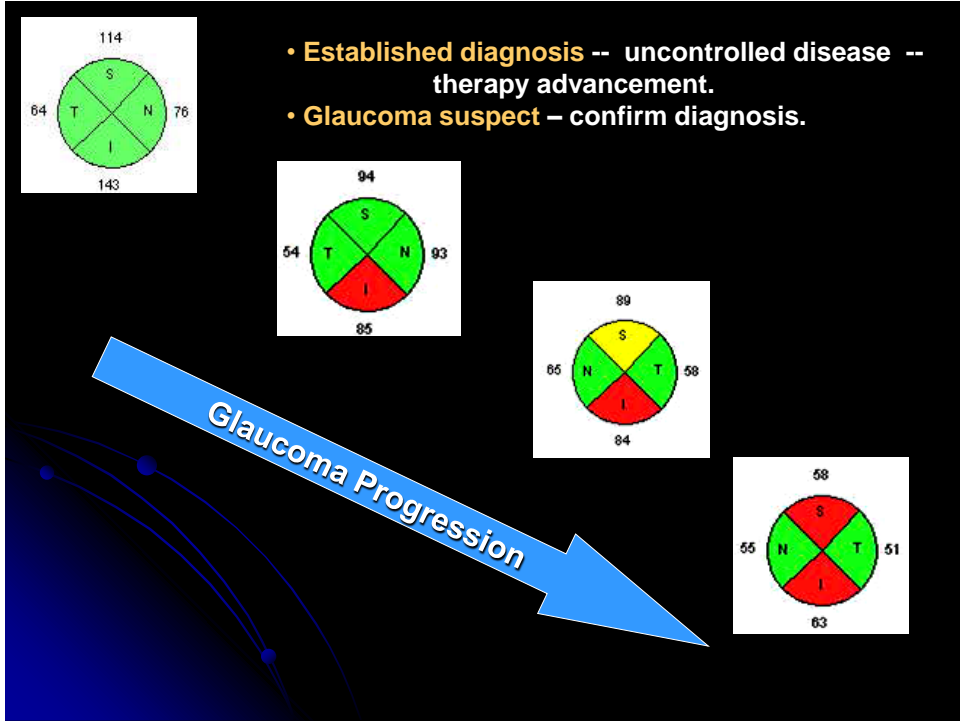 • Established diagnosis -- uncontrolled disease --
therapy advancement.
• Glaucoma suspect – confirm diagnosis.
114
S
64 T N 76
I
143
94
S
54 T N 93
I
85
89
S
65 N T 58
I
84
Glaucoma Progression
58
S
55 N T 51
I
63